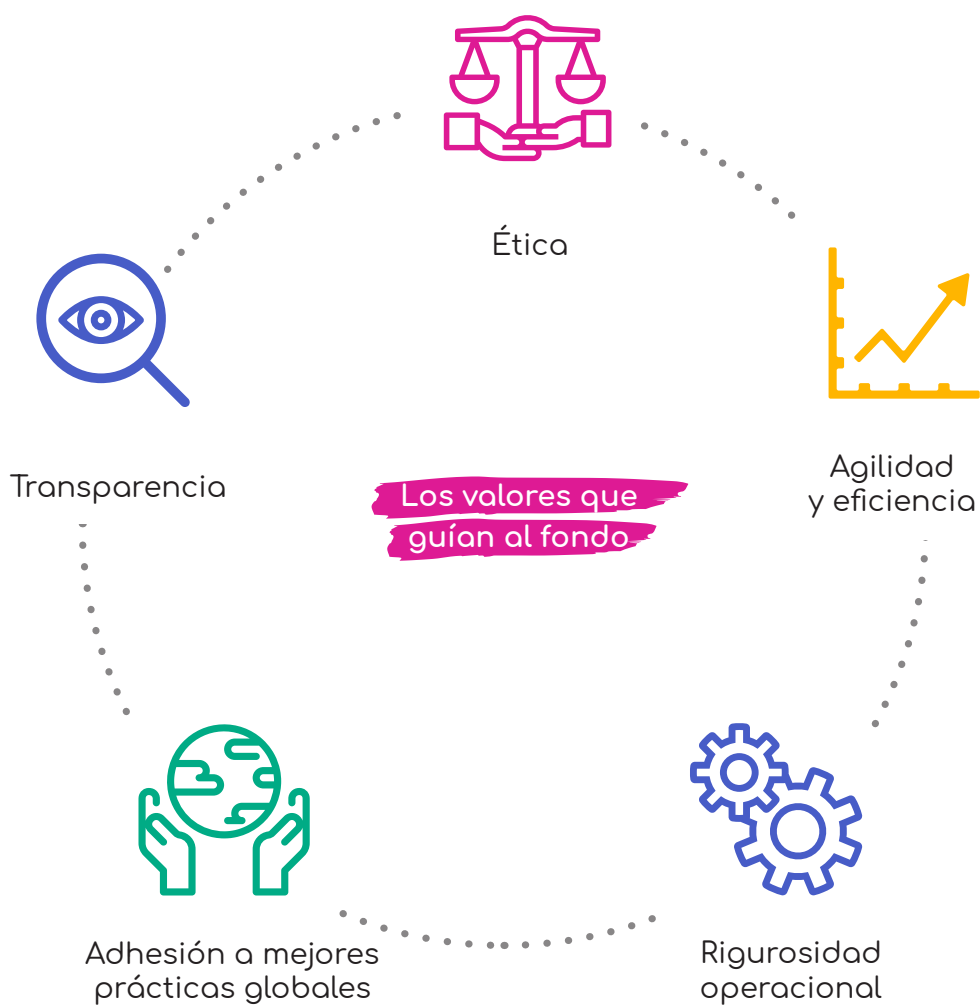 Ética
Transparencia
Agilidad
y eficiencia
Los valores que
guían al fondo
Adhesión a mejores
prácticas globales
Rigurosidad
operacional